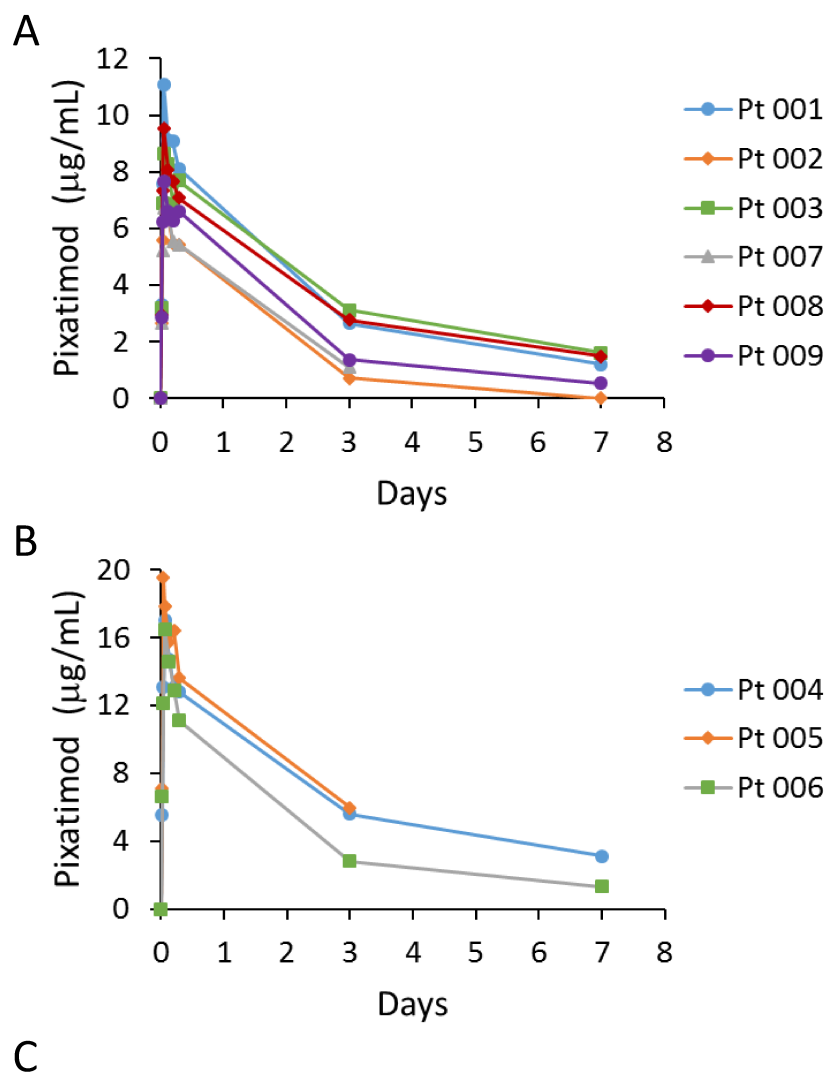 A
12
10
8
6
4
2
0
Pixatimod (µg/mL)
0 1 2 3 4 5 6 7 8
Days
Pt 001
Pt 002
Pt 003
Pt 007
Pt 008
Pt 009
B
20
16
12
8
4
0
Pixatimod (µg/mL)
0 1 2 3 4 5 6 7 8
Days
Pt 004
Pt 005
Pt 006
C